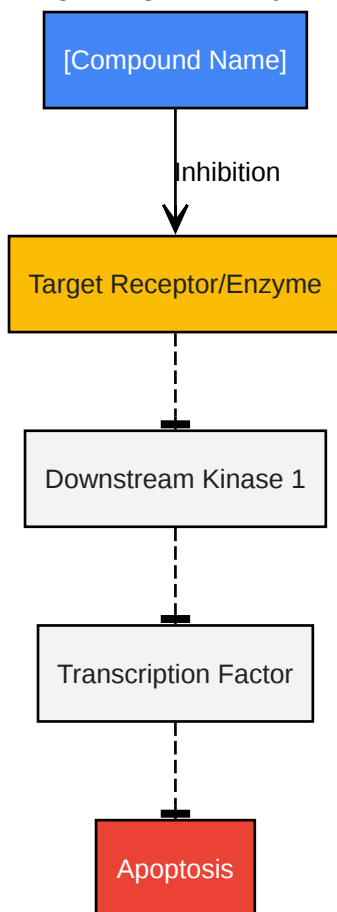 [Compound Name]
Inhibition
Target Receptor/Enzyme
Downstream Kinase 1
Transcription Factor
Apoptosis